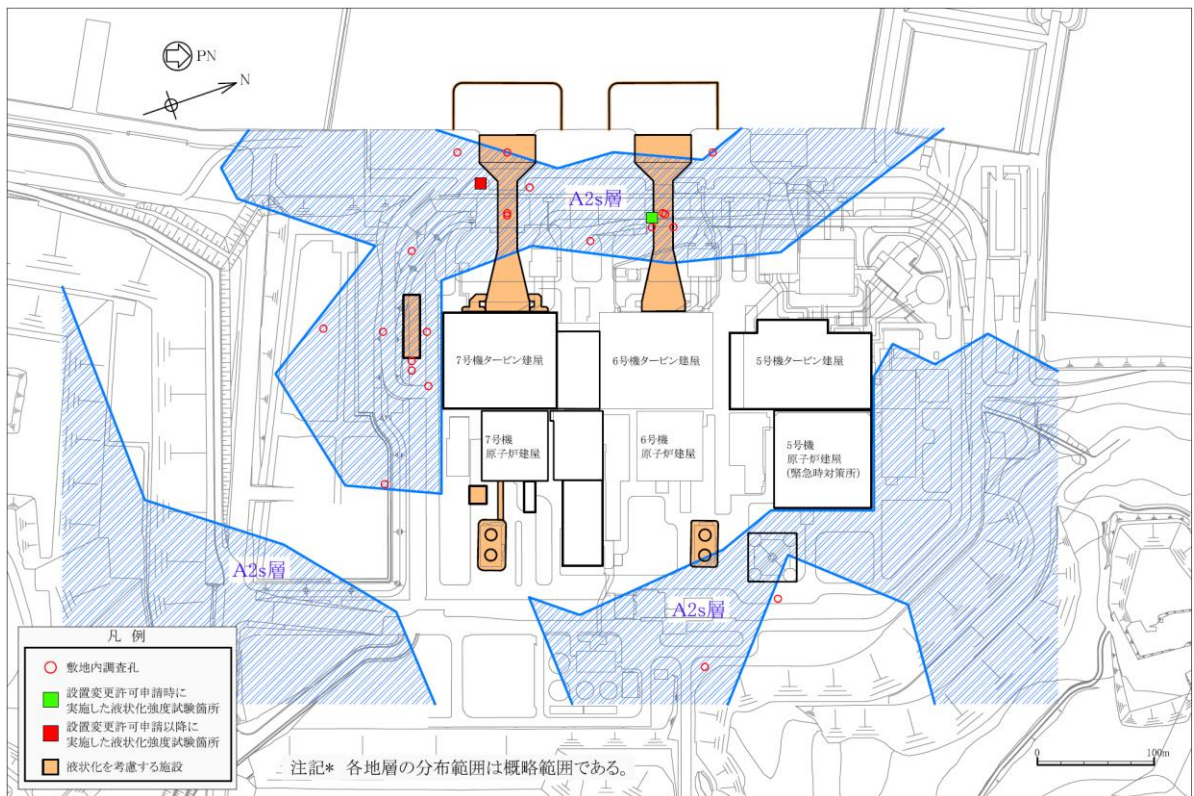 PN
N
A2s層
7号機タービン建屋
6号機タービン建屋
5号機タービン建屋
7号機
原子炉建屋
6号機
原子炉建屋
5号機
原子炉建屋
(緊急時対策所)
A2s層
A2s層
凡 例
敷地内調査孔
設置変更許可申請時に
実施した液状化強度試験箇所
設置変更許可申請以降に
実施した液状化強度試験箇所
液状化を考慮する施設
注記* 各地層の分布範囲は概略範囲である。
0 100m